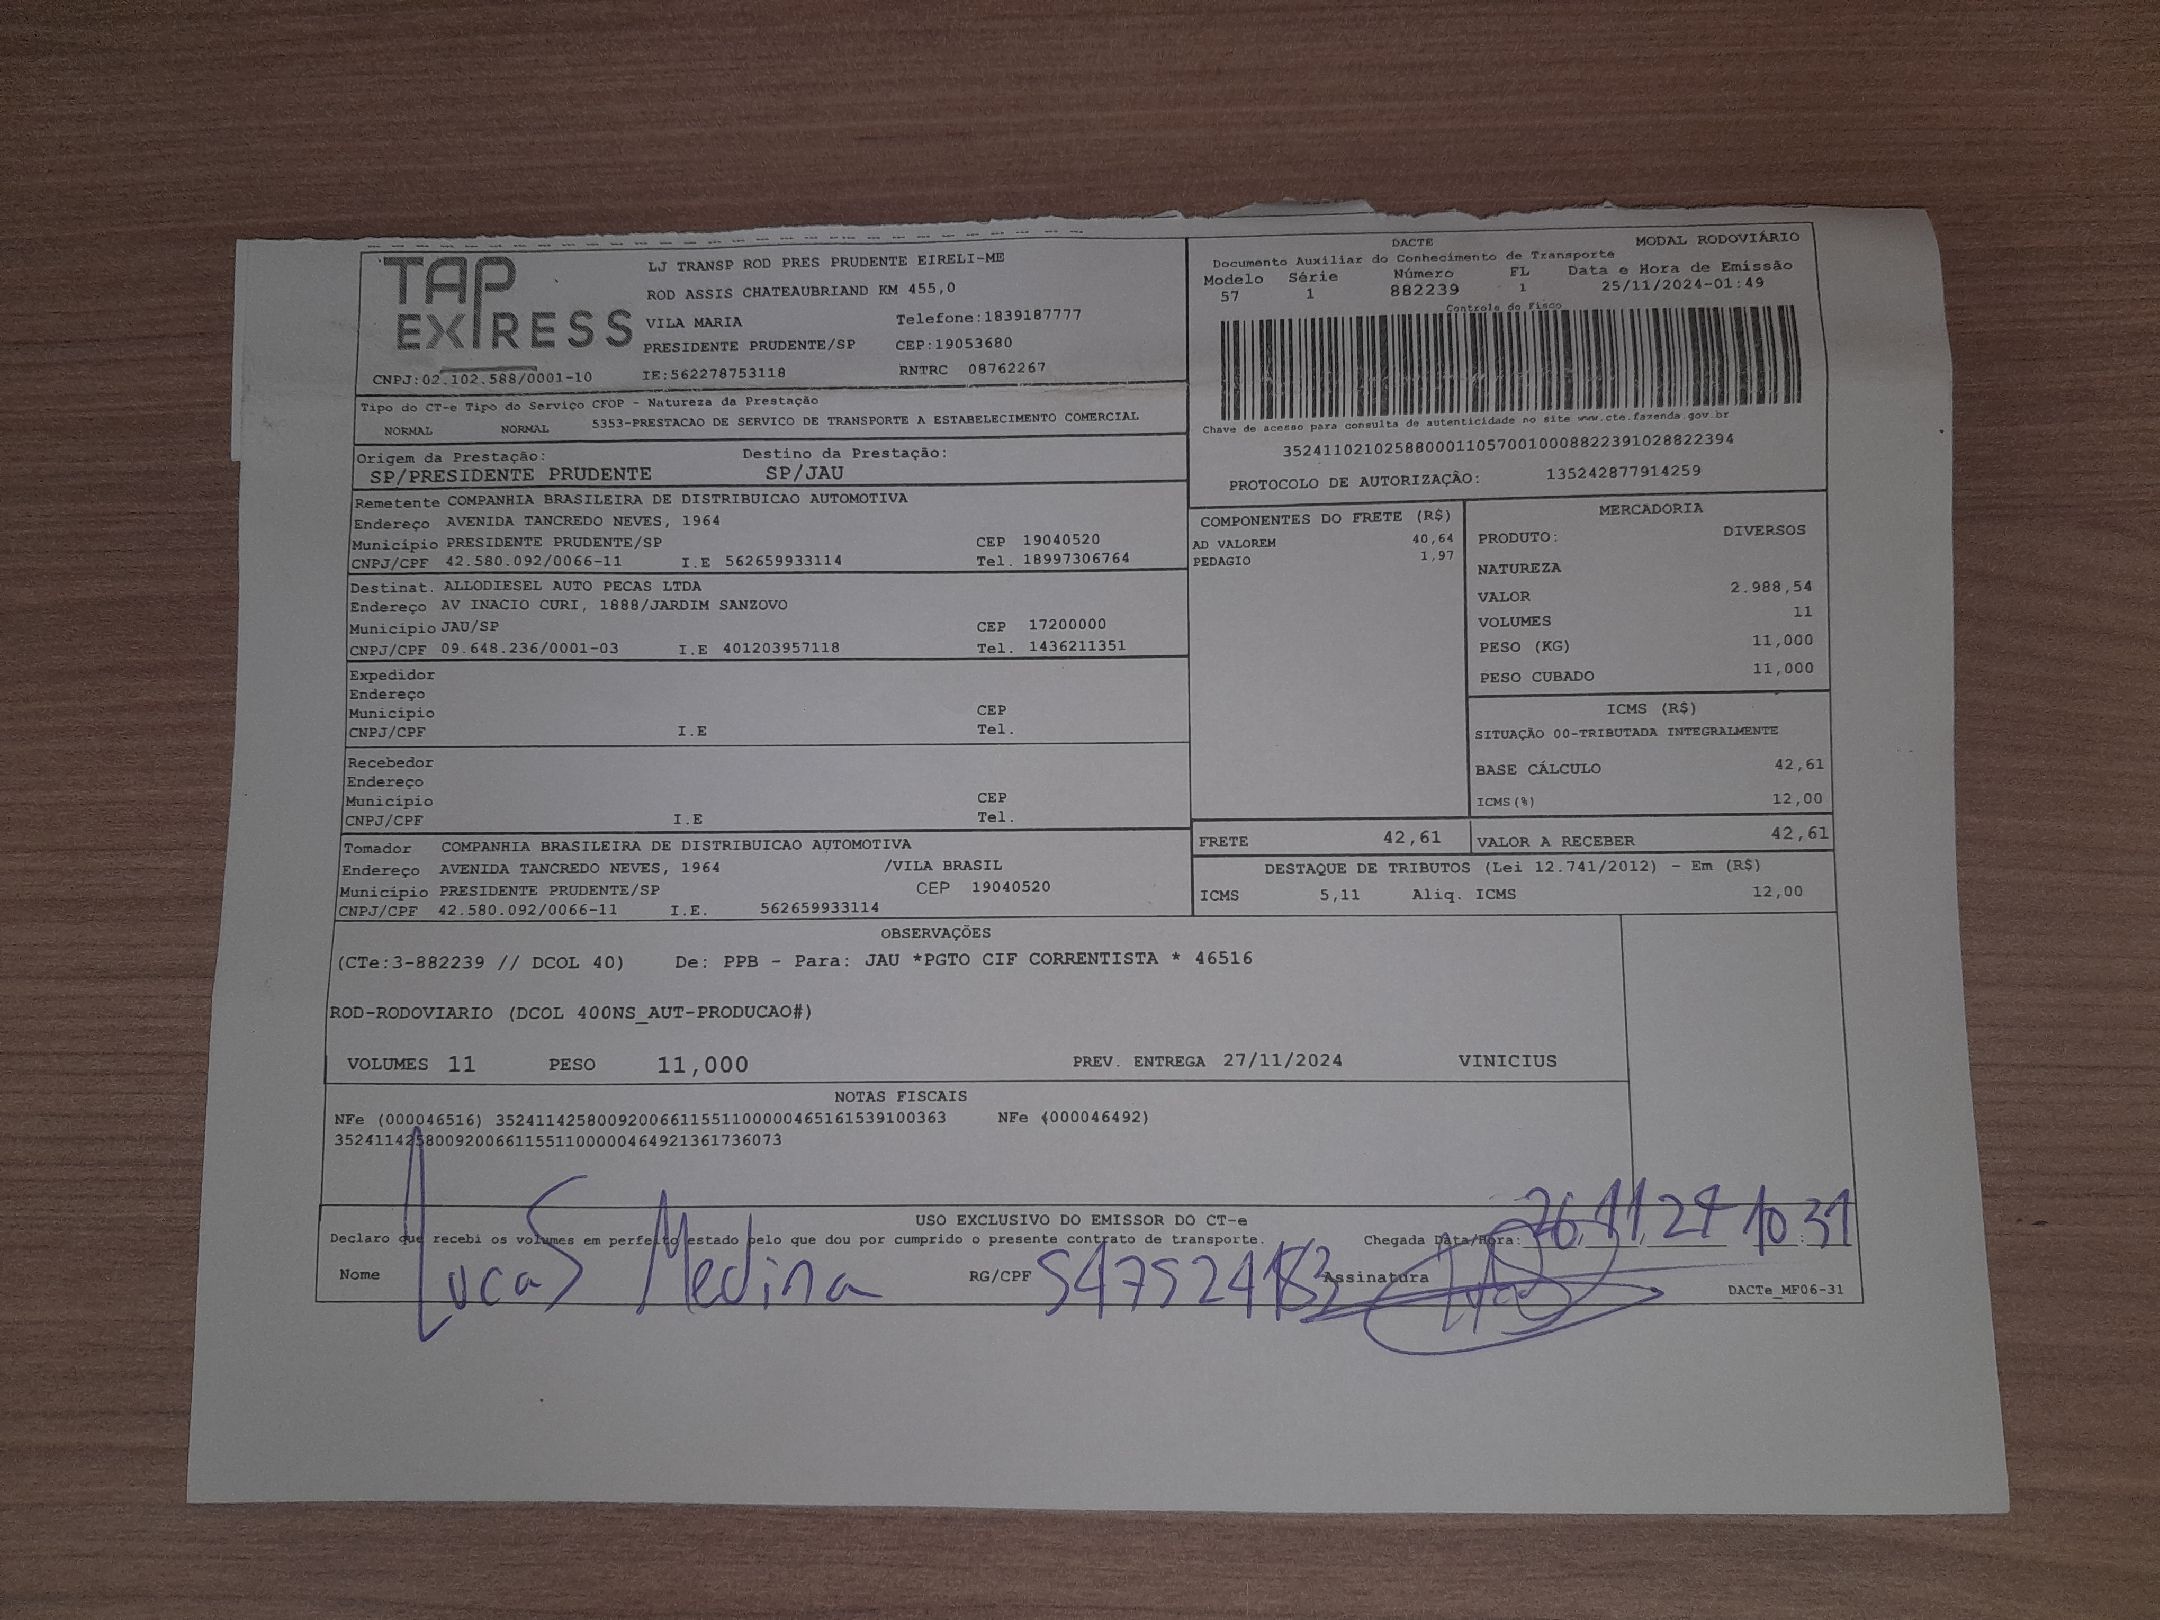 TAP EXPRESS
CNPJ:02.102.588/0001-10
LJ TRANSP ROD PRES PRUDENTE EIRELI-ME
ROD ASSIS CHATEAUBRIAND KM 455,0
VILA MARIA Telefone:1839187777
PRESIDENTE PRUDENTE/SP CEP:19053680
IE:562278753118 RNTRC 08762267
DACTE MODAL RODOVIÁRIO
Documento Auxiliar do Conhecimento de Transporte
Modelo Série Número FL Data e Hora de Emissão
57 1 882239 1 25/11/2024-01:49
Controle do Fisco
Chave de acesso para consulta de autenticidade no site www.cte.fazenda.gov.br
35241102102588000110570010008822391028822394
PROTOCOLO DE AUTORIZAÇÃO: 135242877914259
Tipo do CT-e Tipo do Serviço CFOP - Natureza da Prestação
NORMAL NORMAL 5353-PRESTACAO DE SERVICO DE TRANSPORTE A ESTABELECIMENTO COMERCIAL
Origem da Prestação: Destino da Prestação:
SP/PRESIDENTE PRUDENTE SP/JAU
Remetente COMPANHIA BRASILEIRA DE DISTRIBUICAO AUTOMOTIVA
Endereço AVENIDA TANCREDO NEVES, 1964
Município PRESIDENTE PRUDENTE/SP CEP 19040520
CNPJ/CPF 42.580.092/0066-11 I.E 562659933114 Tel. 18997306764
Destinat. ALLODIESEL AUTO PECAS LTDA
Endereço AV INACIO CURI, 1888/JARDIM SANZOVO
Município JAU/SP CEP 17200000
CNPJ/CPF 09.648.236/0001-03 I.E 401203957118 Tel. 1436211351
Expedidor
Endereço
Município CEP
CNPJ/CPF I.E Tel.
Recebedor
Endereço
Município CEP
CNPJ/CPF I.E Tel.
Tomador COMPANHIA BRASILEIRA DE DISTRIBUICAO AUTOMOTIVA
Endereço AVENIDA TANCREDO NEVES, 1964 /VILA BRASIL
Município PRESIDENTE PRUDENTE/SP CEP 19040520
CNPJ/CPF 42.580.092/0066-11 I.E. 562659933114
COMPONENTES DO FRETE (R$)
AD VALOREM 40,64
PEDAGIO 1,97
MERCADORIA
PRODUTO: DIVERSOS
NATUREZA
VALOR 2.988,54
VOLUMES 11
PESO (KG) 11,000
PESO CUBADO 11,000
ICMS (R$)
SITUAÇÃO 00-TRIBUTADA INTEGRALMENTE
BASE CÁLCULO 42,61
ICMS(%) 12,00
FRETE 42,61 VALOR A RECEBER 42,61
DESTAQUE DE TRIBUTOS (Lei 12.741/2012) - Em (R$)
ICMS 5,11 Aliq. ICMS 12,00
OBSERVAÇÕES
(CTe:3-882239 // DCOL 40) De: PPB - Para: JAU *PGTO CIF CORRENTISTA * 46516
ROD-RODOVIARIO (DCOL 400NS_AUT-PRODUCAO#)
VOLUMES 11 PESO 11,000 PREV. ENTREGA 27/11/2024 VINICIUS
NOTAS FISCAIS
NFe (000046516) 35241142580092006611551100000465161539100363 NFe (000046492)
35241142580092006611551100000464921361736073
USO EXCLUSIVO DO EMISSOR DO CT-e
Declaro que recebi os volumes em perfeito estado pelo que dou por cumprido o presente contrato de transporte. Chegada Data/Hora: 26 11 24 10:31
Nome Lucas Medina RG/CPF 547524183 Assinatura
DACTe_MF06-31